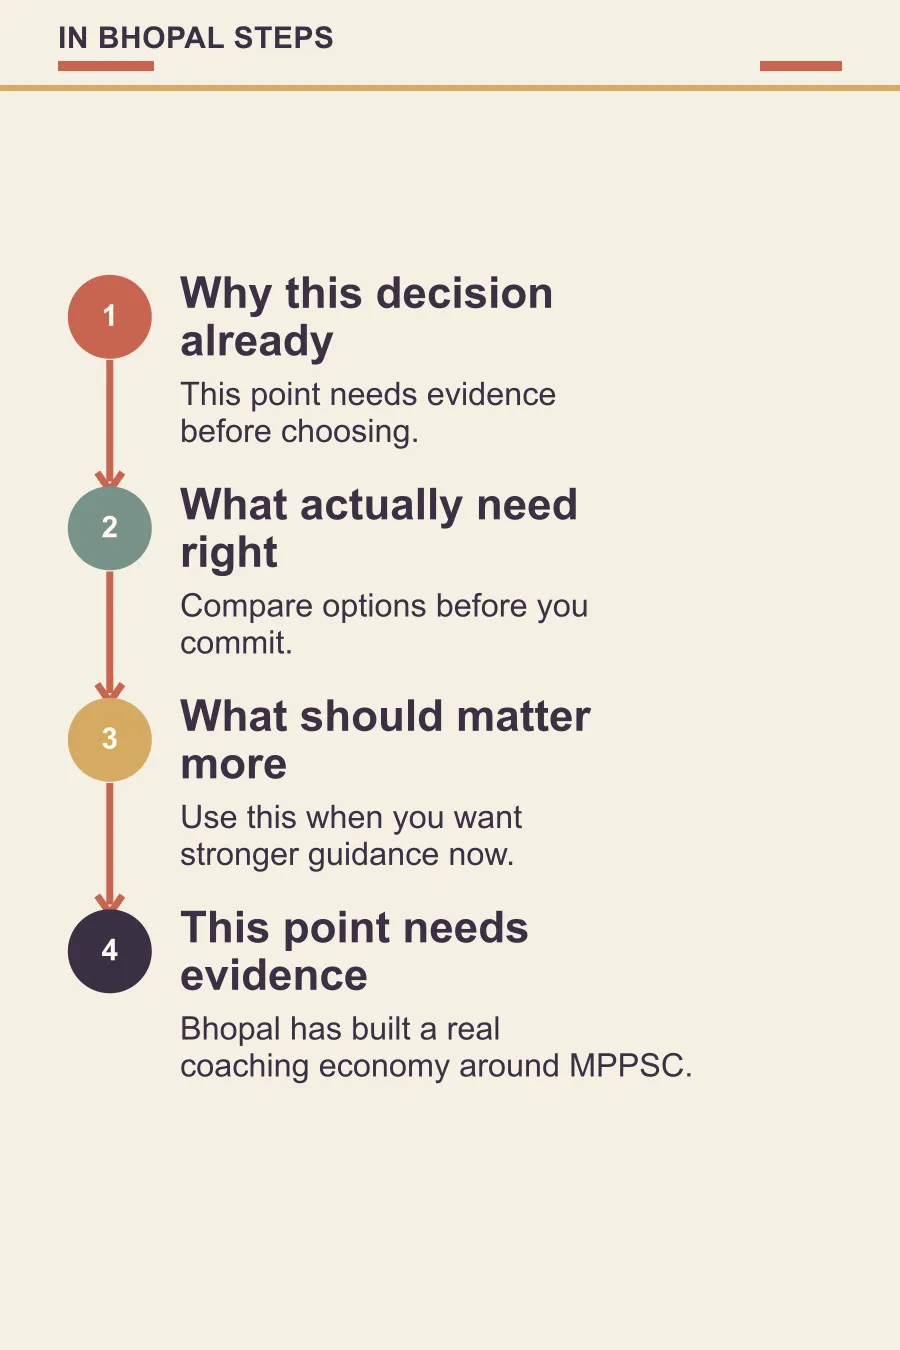 IN BHOPAL STEPS
1
Why this decision
already
This point needs evidence
before choosing.
2
What actually need
right
Compare options before you
commit.
3
What should matter
more
Use this when you want
stronger guidance now.
4
This point needs
evidence
Bhopal has built a real
coaching economy around MPPSC.